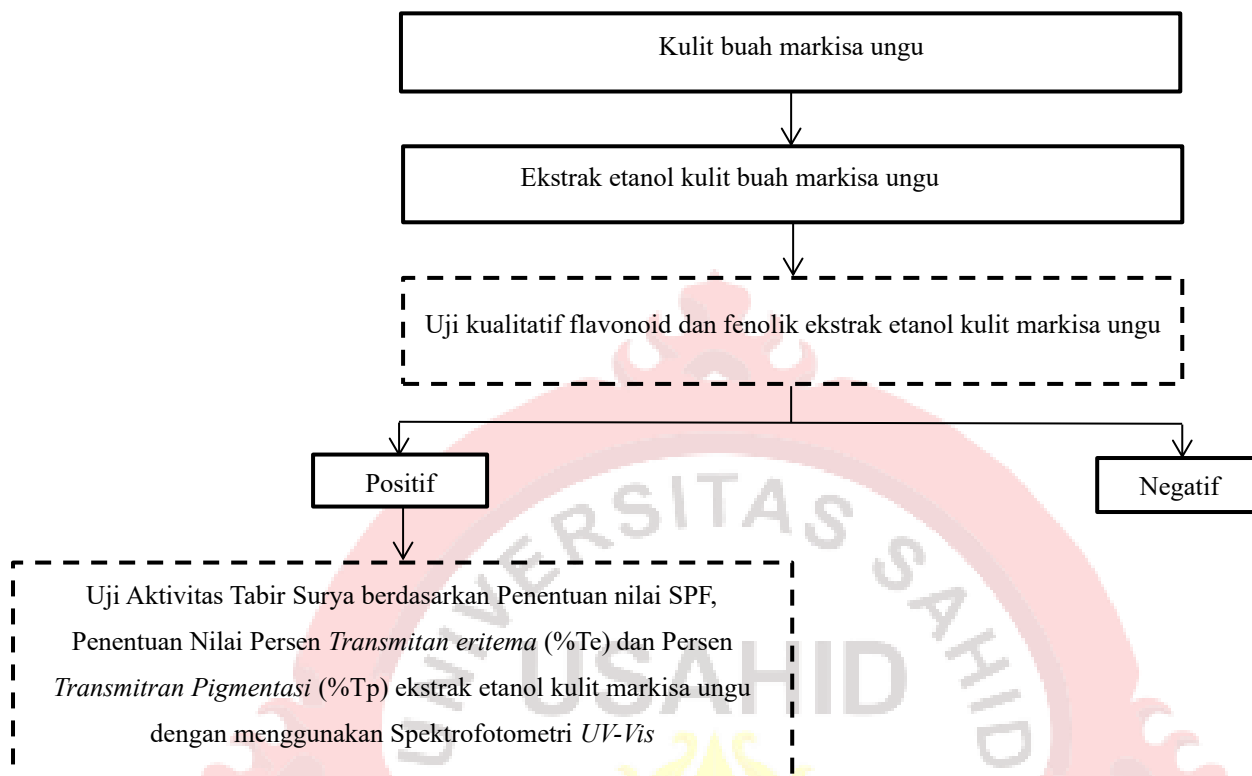 Kulit buah markisa ungu
Ekstrak etanol kulit buah markisa ungu
Uji kualitatif flavonoid dan fenolik ekstrak etanol kulit markisa ungu
Positif
Negatif
Uji Aktivitas Tabir Surya berdasarkan Penentuan nilai SPF,
Penentuan Nilai Persen Transmitan eritema (%Te) dan Persen
Transmitran Pigmentasi (%Tp) ekstrak etanol kulit markisa ungu
dengan menggunakan Spektrofotometri UV-Vis
UNIVERSITAS SAHID
USAHID